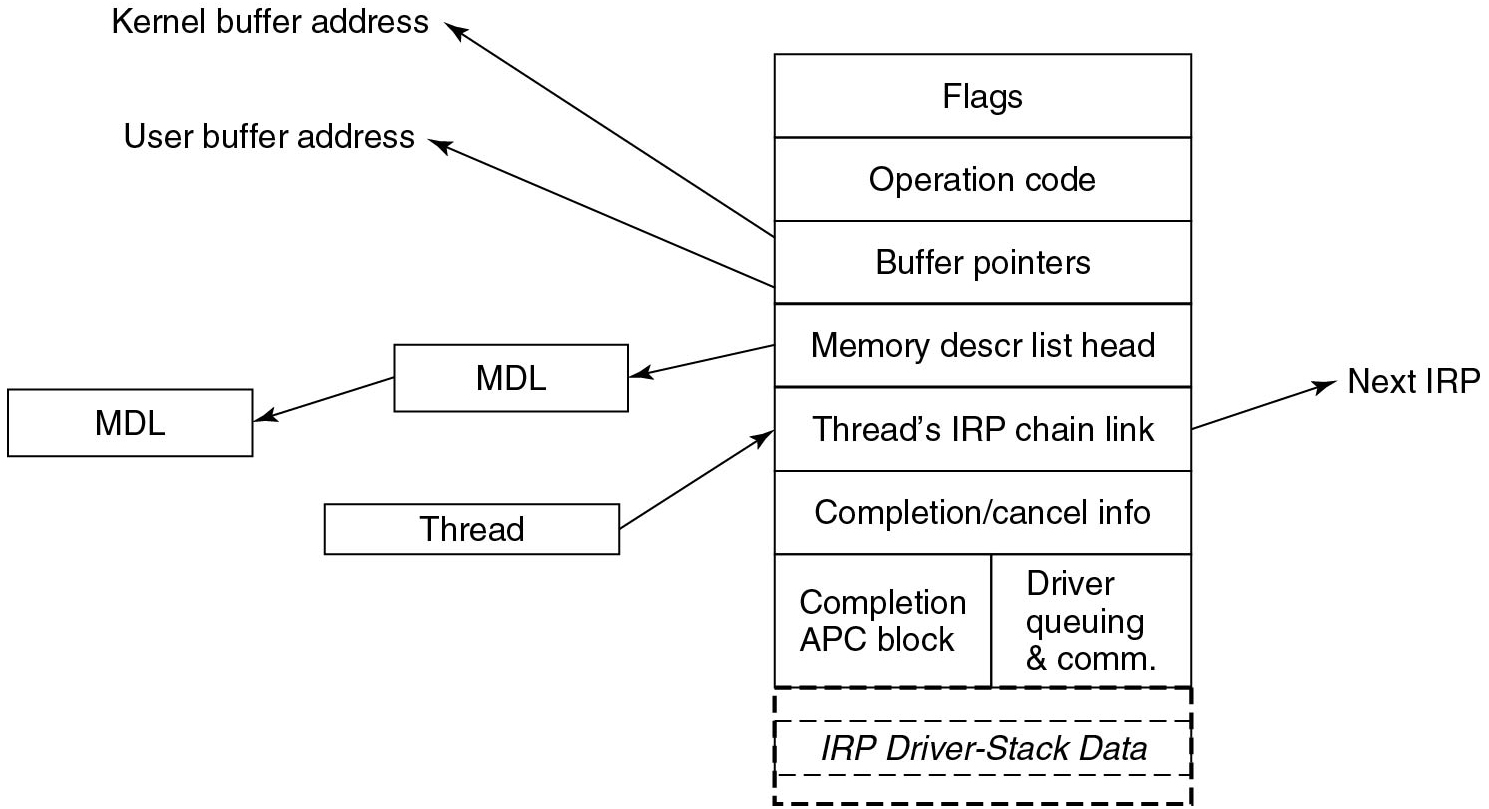 Kernel buffer address
User buffer address
Flags
Operation code
Buffer pointers
Memory descr list head
MDL
MDL
Thread’s IRP chain link
Next IRP
Thread
Completion/cancel info
Completion
APC block
Driver
queuing
& comm.
IRP Driver-Stack Data